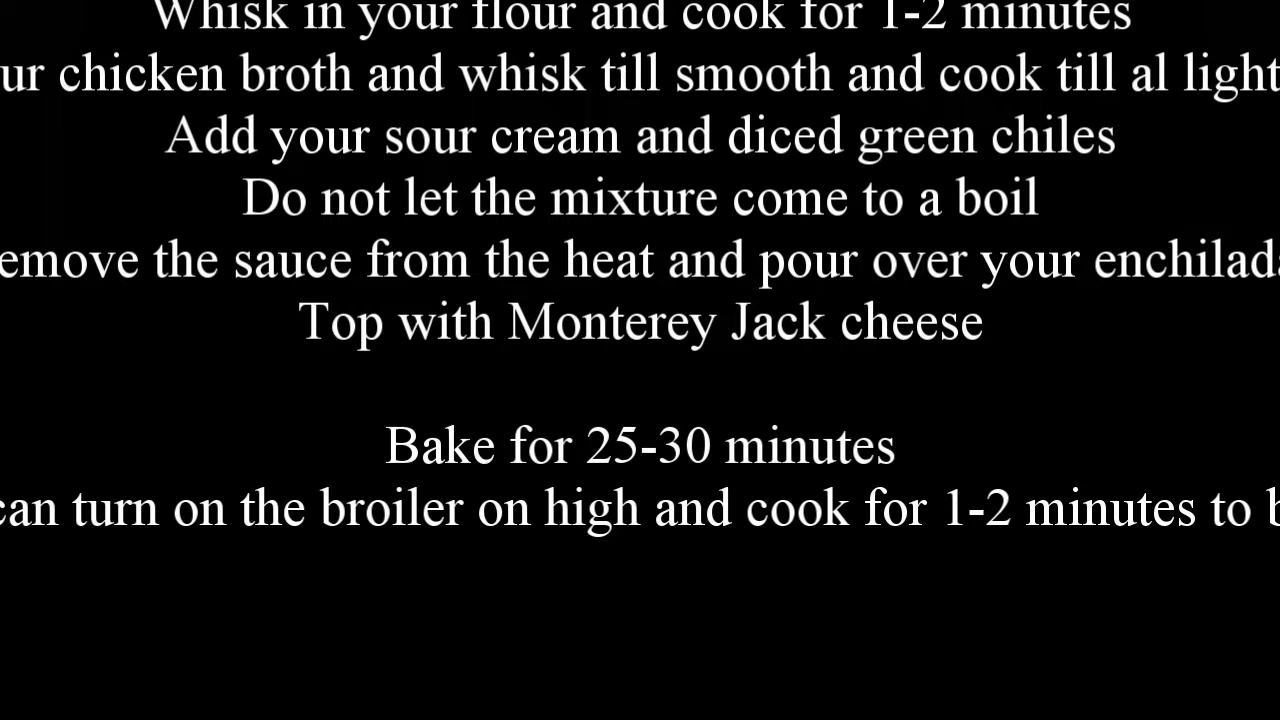 Whisk in your flour and cook for 1-2 minutes
ur chicken broth and whisk till smooth and cook till al light
Add your sour cream and diced green chiles
Do not let the mixture come to a boil
emove the sauce from the heat and pour over your enchilada
Top with Monterey Jack cheese
Bake for 25-30 minutes
can turn on the broiler on high and cook for 1-2 minutes to b